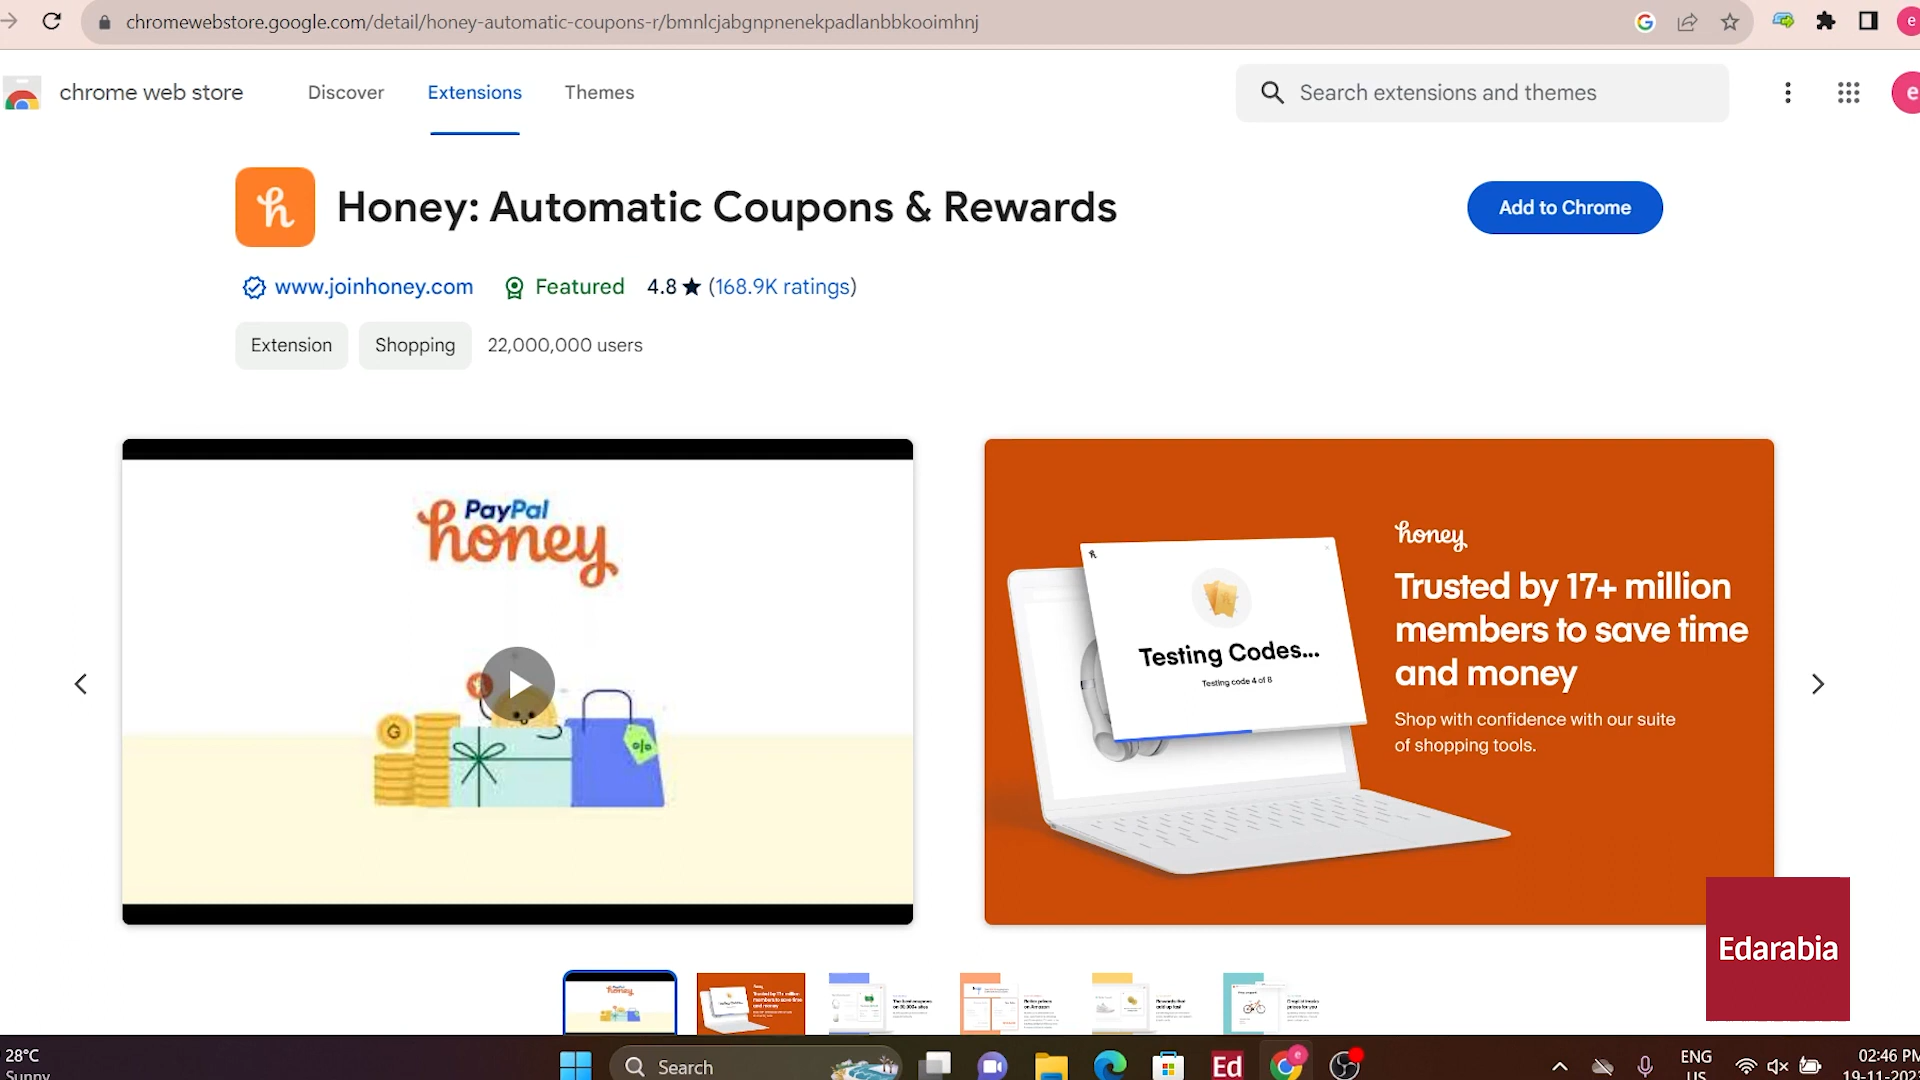 chromewebstore.google.com/detail/honey-automatic-coupons-r/bmnlcjabgnpnenekpadlanbbkooimhnj
e
chrome web store
Discover
Extensions
Themes
Search extensions and themes
e
h
Honey: Automatic Coupons & Rewards
Add to Chrome
www.joinhoney.com
Featured
4.8 ★ (168.9K ratings)
Extension
Shopping
22,000,000 users
PayPal
honey
G
%
honey
Trusted by 17+ million
members to save time
and money
Shop with confidence with our suite
of shopping tools.
h
Testing Codes...
Testing code 4 of 8
Edarabia
28°C
Sunny
Search
Ed
e
ENG
US
02:46 PM